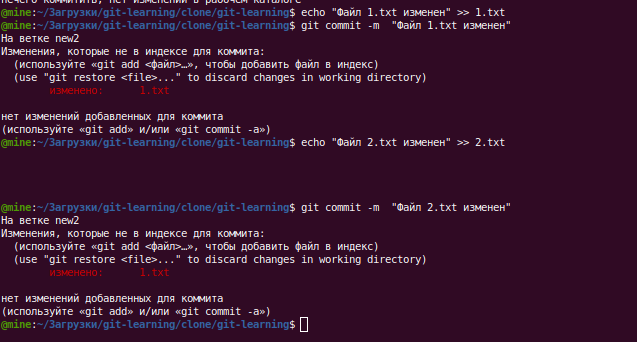 нечего коммитить, нет изменений в рабочем каталоге
@mine:~/Загрузки/git-learning/clone/git-learning$ echo "Файл 1.txt изменен" >> 1.txt
@mine:~/Загрузки/git-learning/clone/git-learning$ git commit -m  "Файл 1.txt изменен"
На ветке new2
Изменения, которые не в индексе для коммита:
  (используйте «git add <файл>…», чтобы добавить файл в индекс)
  (use "git restore <file>..." to discard changes in working directory)
        изменено:      1.txt
нет изменений добавленных для коммита
(используйте «git add» и/или «git commit -a»)
@mine:~/Загрузки/git-learning/clone/git-learning$ echo "Файл 2.txt изменен" >> 2.txt
@mine:~/Загрузки/git-learning/clone/git-learning$ git commit -m  "Файл 2.txt изменен"
На ветке new2
Изменения, которые не в индексе для коммита:
  (используйте «git add <файл>…», чтобы добавить файл в индекс)
  (use "git restore <file>..." to discard changes in working directory)
        изменено:      1.txt
нет изменений добавленных для коммита
(используйте «git add» и/или «git commit -a»)
@mine:~/Загрузки/git-learning/clone/git-learning$